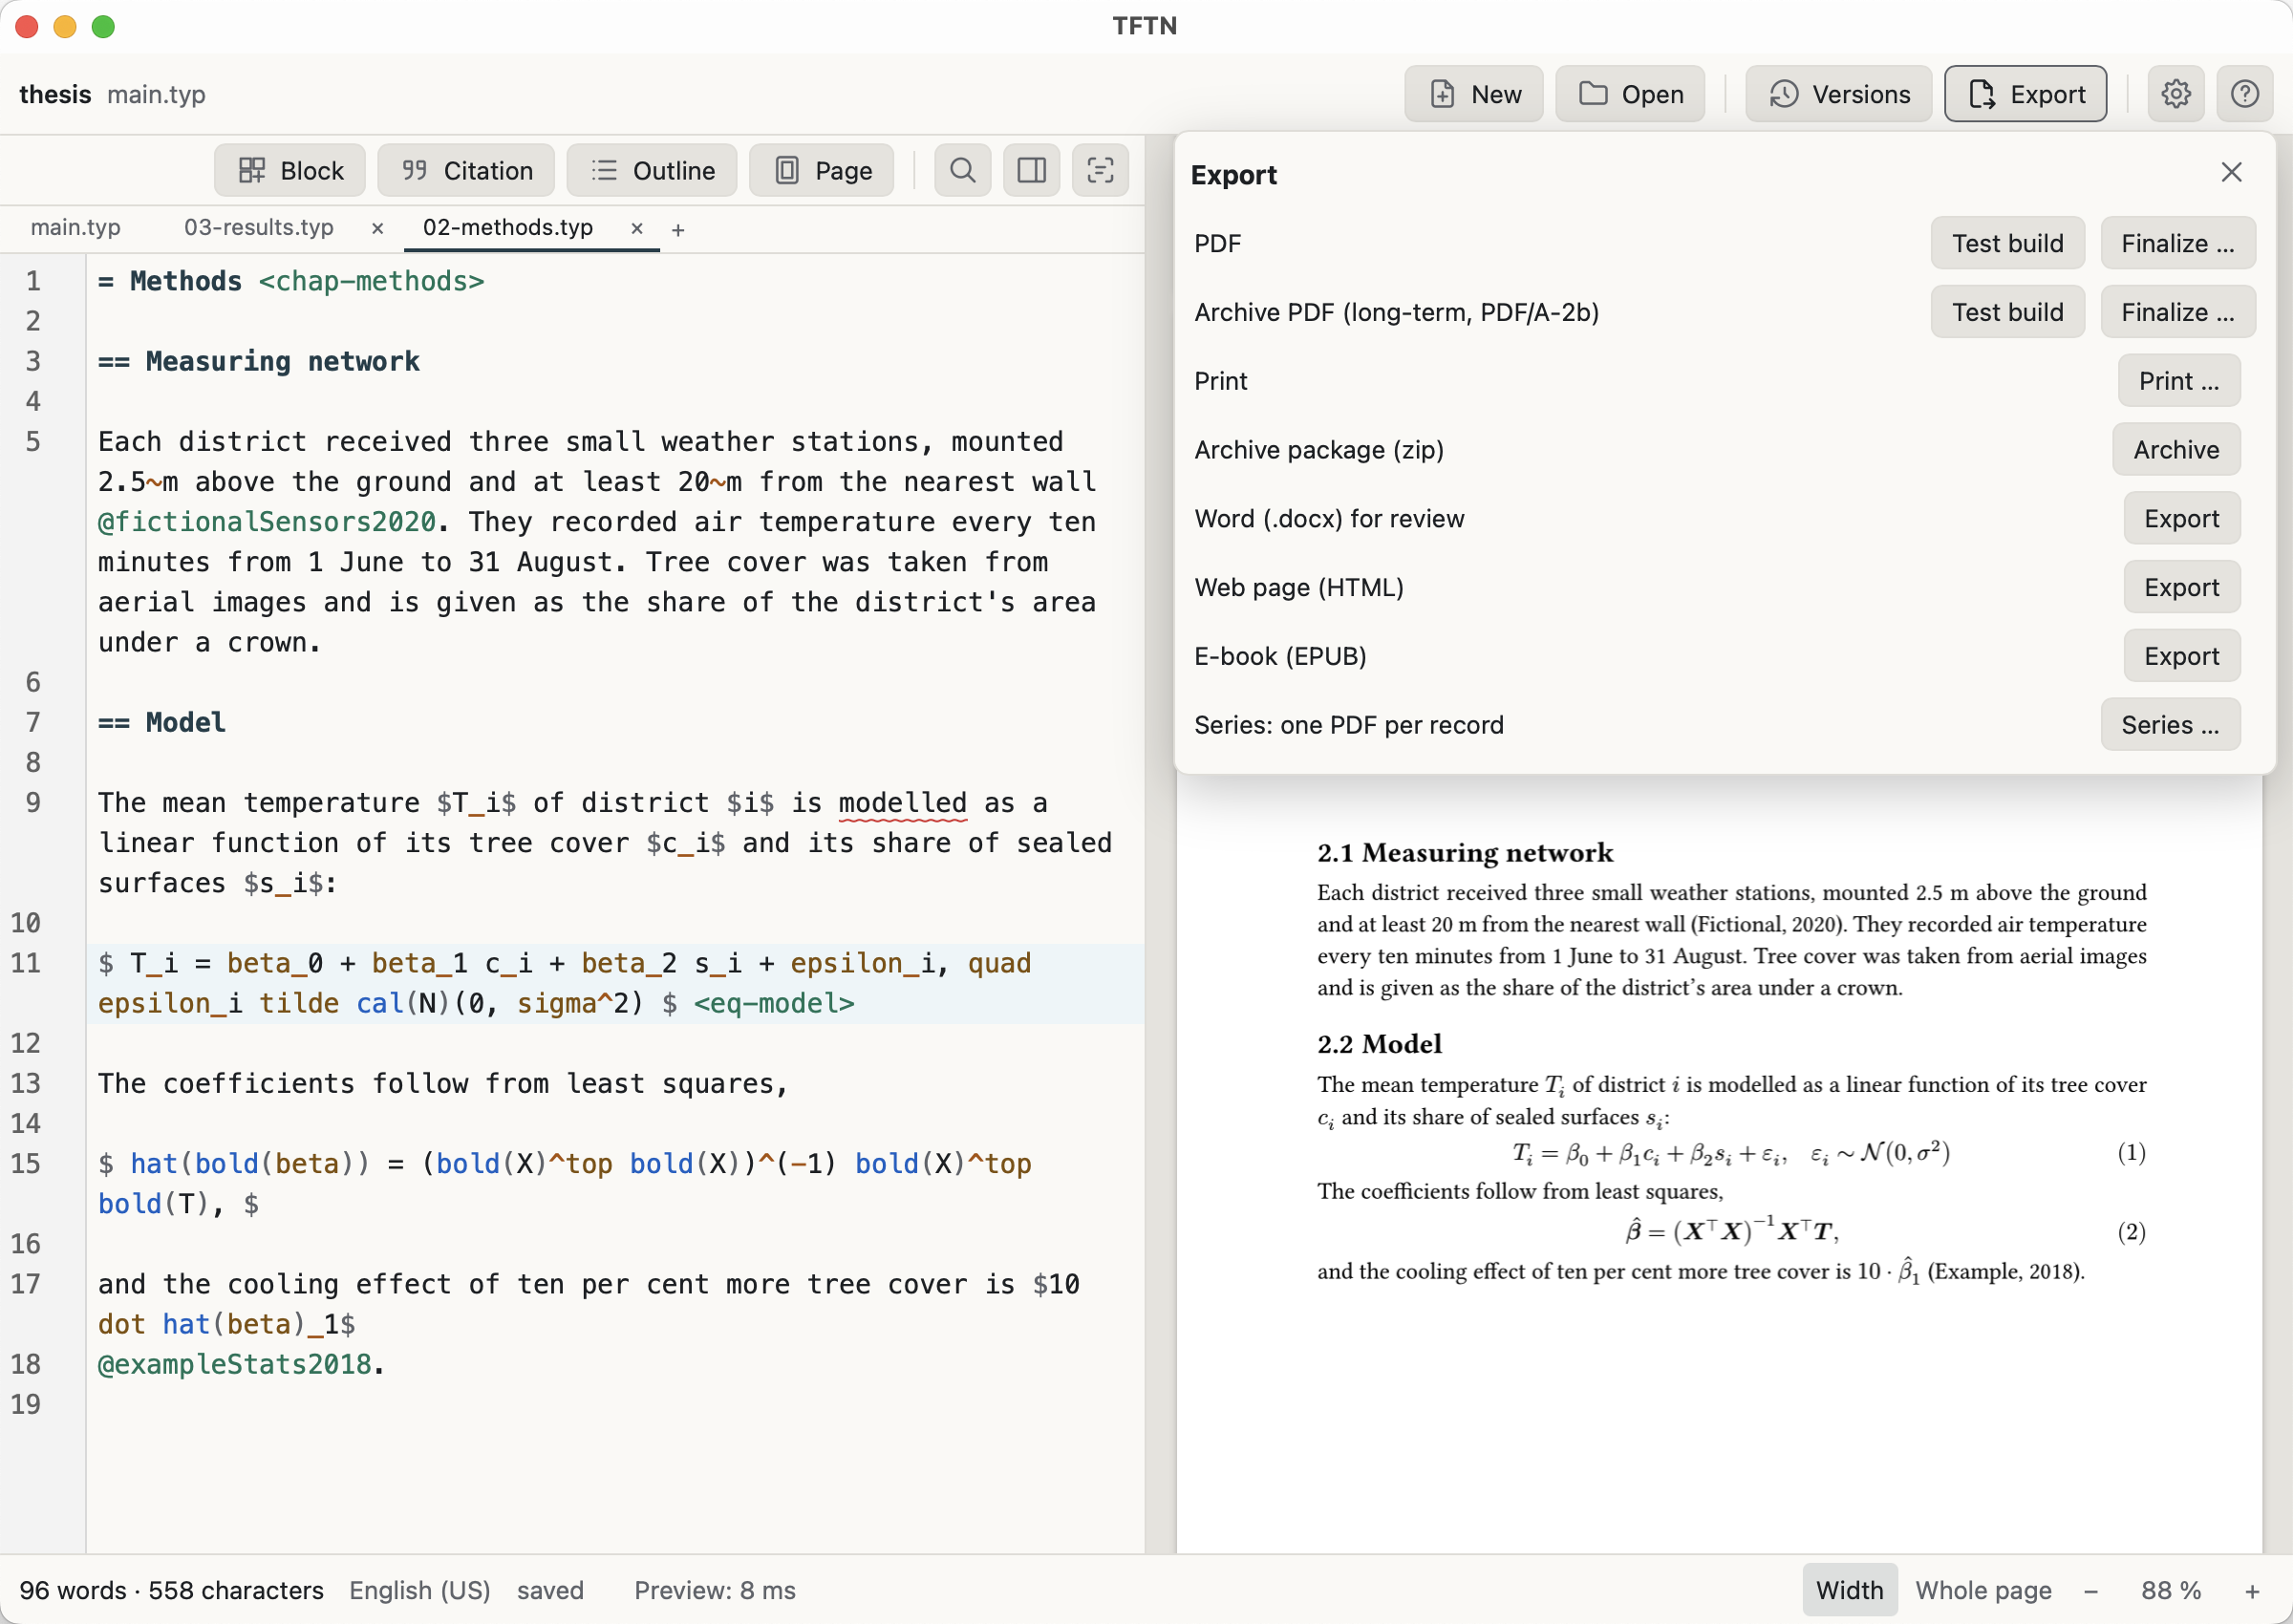 TFTN
thesis main.typ
New Open Versions Export
Block Citation Outline Page
main.typ 03-results.typ × 02-methods.typ × +
1 = Methods <chap-methods>
2
3 == Measuring network
4
5 Each district received three small weather stations, mounted
2.5~m above the ground and at least 20~m from the nearest wall
@fictionalSensors2020. They recorded air temperature every ten
minutes from 1 June to 31 August. Tree cover was taken from
aerial images and is given as the share of the district's area
under a crown.
6
7 == Model
8
9 The mean temperature $T_i$ of district $i$ is modelled as a
linear function of its tree cover $c_i$ and its share of sealed
surfaces $s_i$:
10
11 $ T_i = beta_0 + beta_1 c_i + beta_2 s_i + epsilon_i, quad
epsilon_i tilde cal(N)(0, sigma^2) $ <eq-model>
12
13 The coefficients follow from least squares,
14
15 $ hat(bold(beta)) = (bold(X)^top bold(X))^(-1) bold(X)^top
bold(T), $
16
17 and the cooling effect of ten per cent more tree cover is $10
dot hat(beta)_1$
18 @exampleStats2018.
19
Export
PDF Test build Finalize ...
Archive PDF (long-term, PDF/A-2b) Test build Finalize ...
Print Print ...
Archive package (zip) Archive
Word (.docx) for review Export
Web page (HTML) Export
E-book (EPUB) Export
Series: one PDF per record Series ...
2.1 Measuring network
Each district received three small weather stations, mounted 2.5 m above the ground
and at least 20 m from the nearest wall (Fictional, 2020). They recorded air temperature
every ten minutes from 1 June to 31 August. Tree cover was taken from aerial images
and is given as the share of the district’s area under a crown.
2.2 Model
The mean temperature Tᵢ of district i is modelled as a linear function of its tree cover
cᵢ and its share of sealed surfaces sᵢ:
Tᵢ = β₀ + β₁cᵢ + β₂sᵢ + εᵢ, εᵢ ~ 𝒩(0, σ²) (1)
The coefficients follow from least squares,
β̂ = (X⊤X)⁻¹X⊤T, (2)
and the cooling effect of ten per cent more tree cover is 10 · β̂₁ (Example, 2018).
96 words · 558 characters English (US) saved Preview: 8 ms
Width Whole page − 88 % +